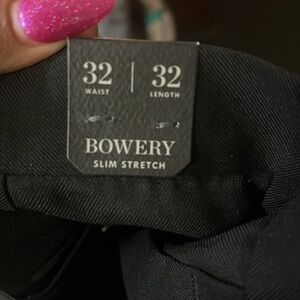 32 | 32
WAIST LENGTH
BOWERY
SLIM STRETCH